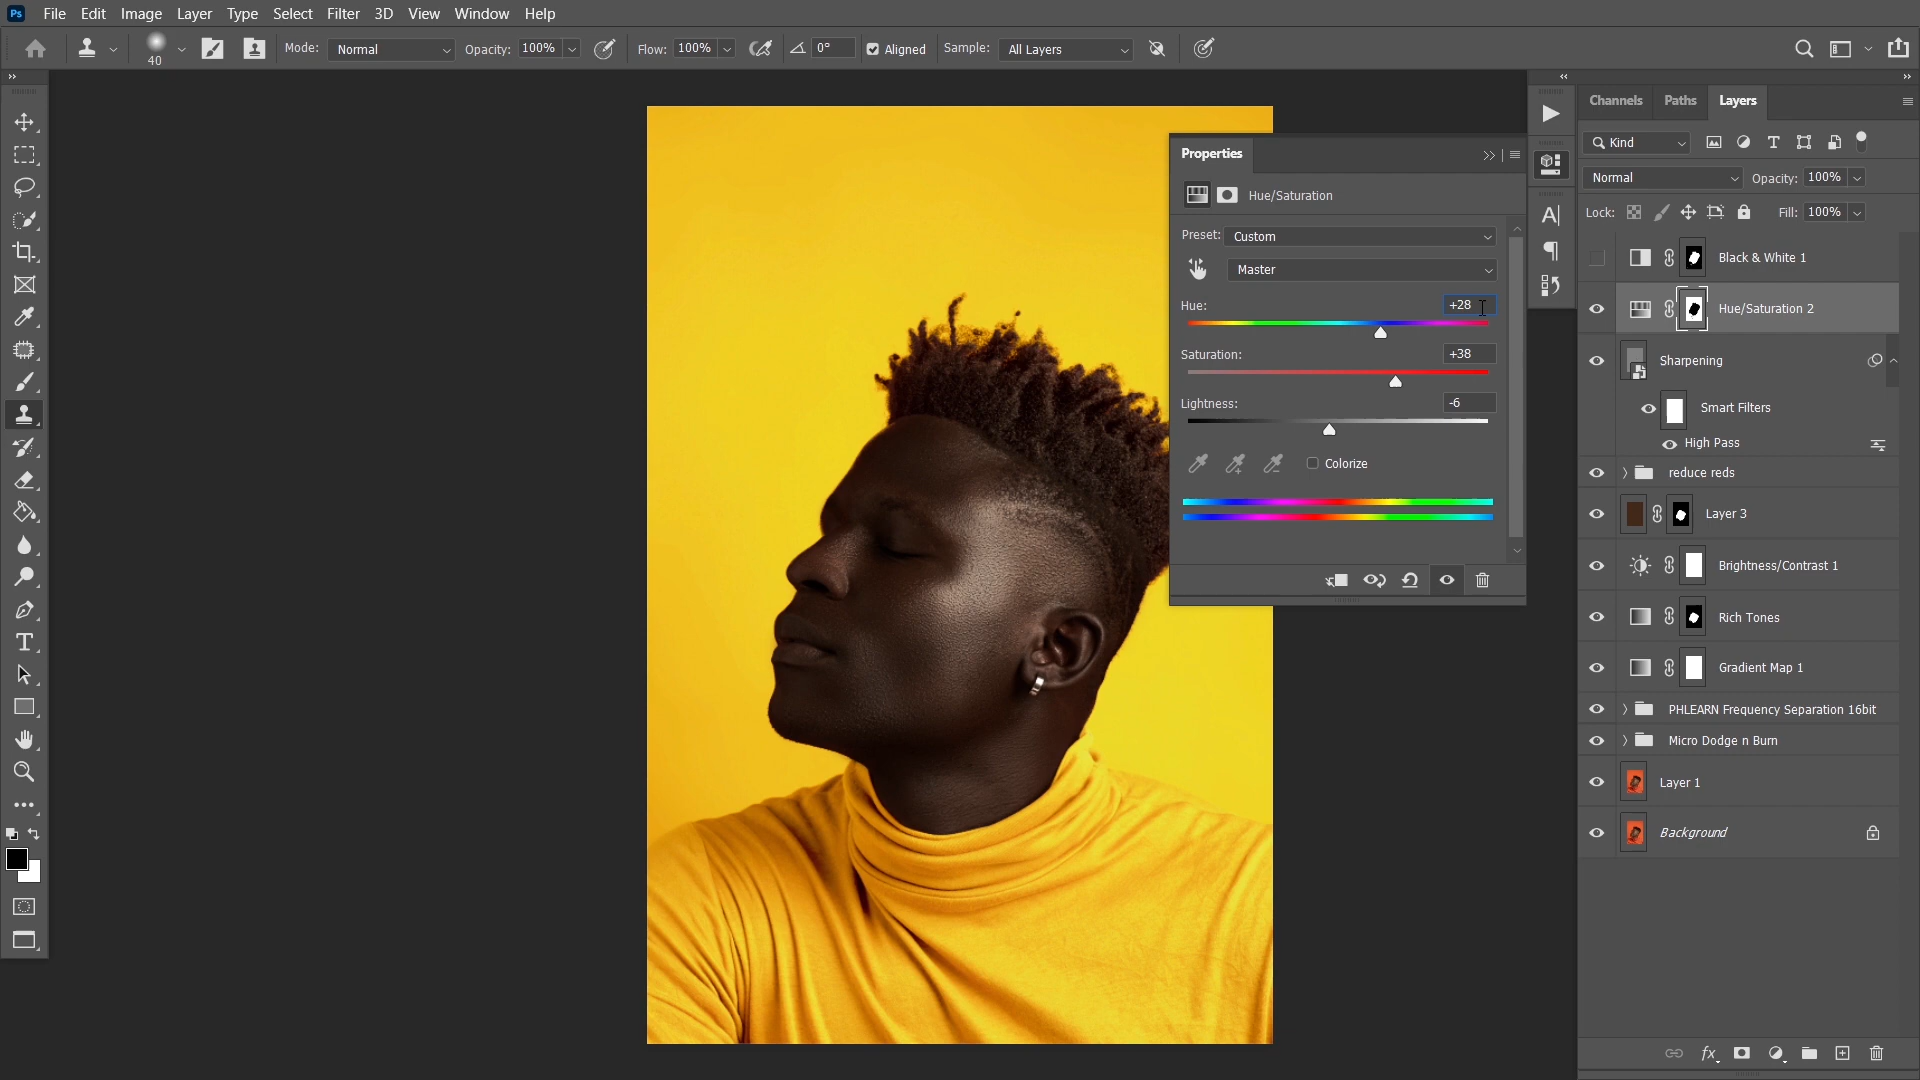 Ps File Edit Image Layer Type Select Filter 3D View Window Help
40 Mode: Normal Opacity: 100% Flow: 100% 0° Aligned Sample: All Layers
Channels Paths Layers
Kind
Normal Opacity: 100%
Lock: Fill: 100%
Black & White 1
Hue/Saturation 2
Sharpening
Smart Filters
High Pass
reduce reds
Layer 3
Brightness/Contrast 1
Rich Tones
Gradient Map 1
PHLEARN Frequency Separation 16bit
Micro Dodge n Burn
Layer 1
Background
Properties
Hue/Saturation
Preset: Custom
Master
Hue: +28
Saturation: +38
Lightness: -6
Colorize